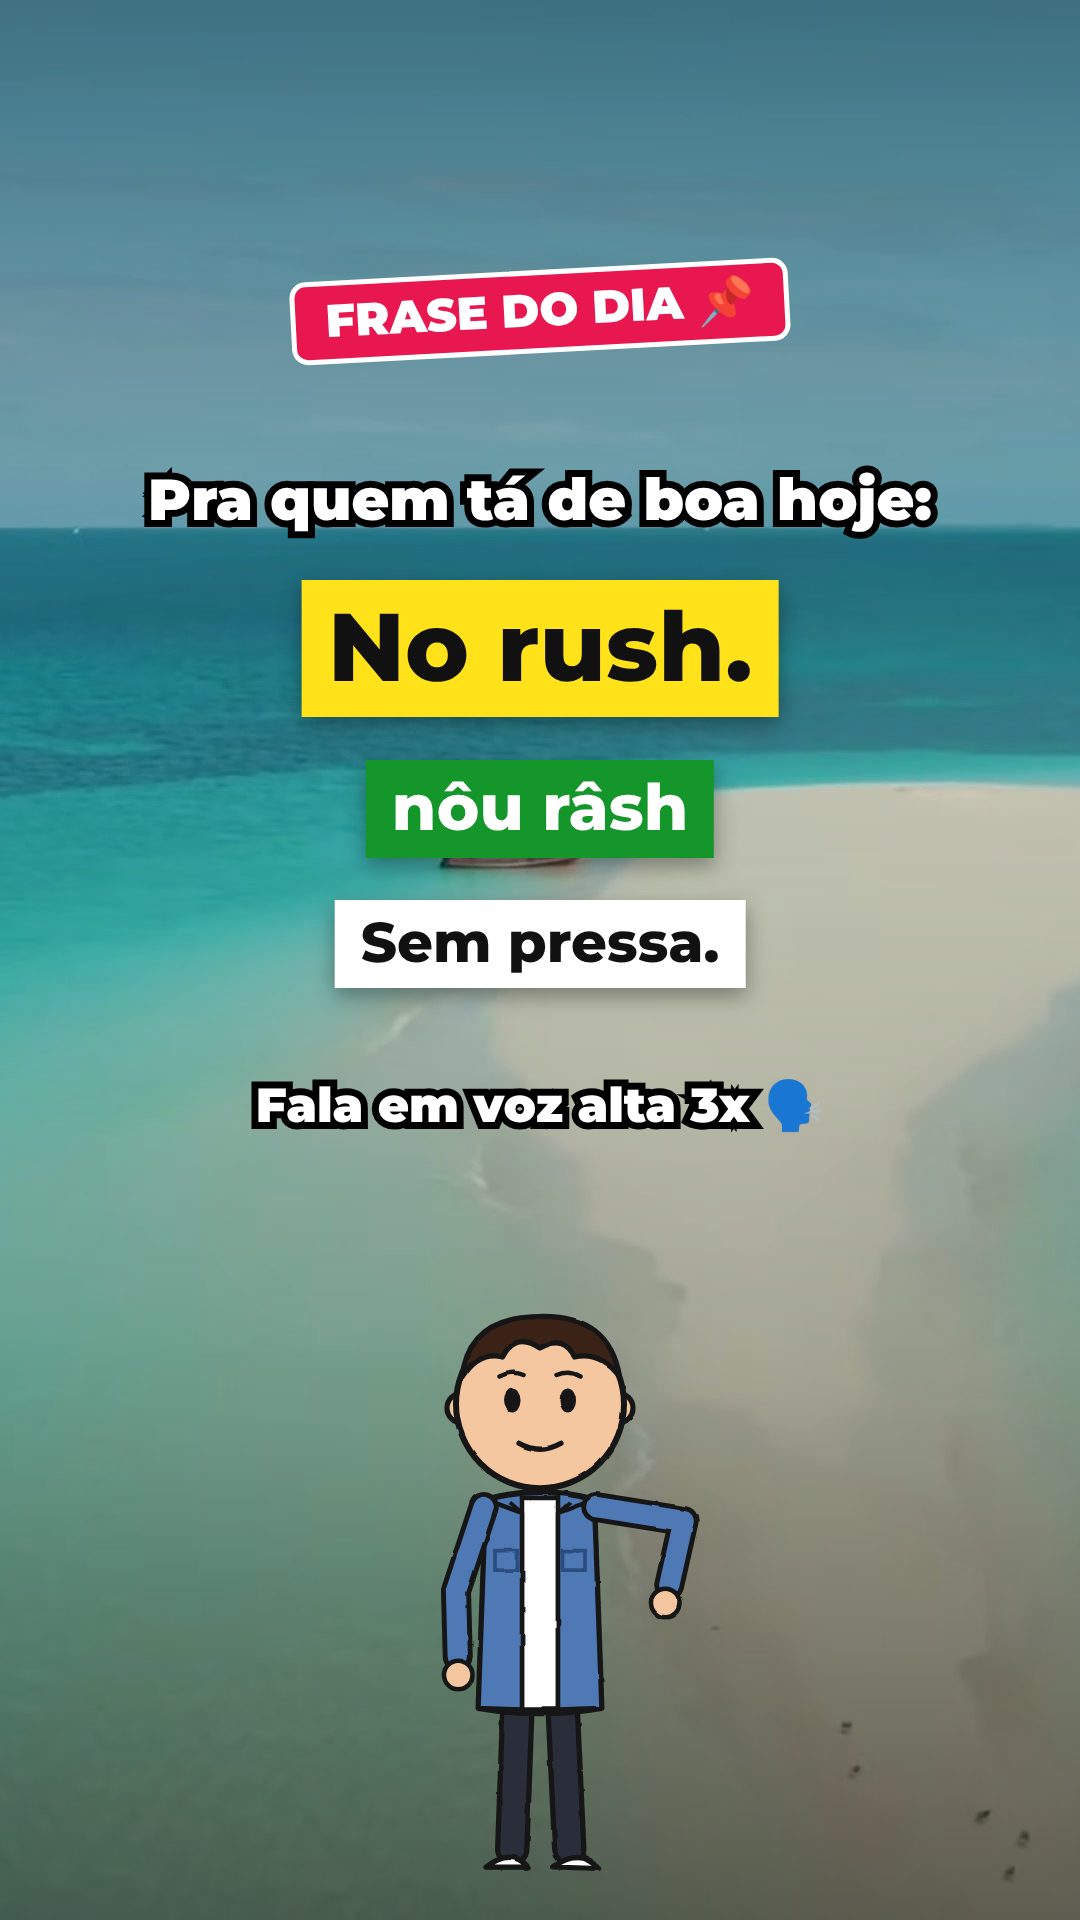 FRASE DO DIA 📌
Pra quem tá de boa hoje:
No rush.
nôu râsh
Sem pressa.
Fala em voz alta 3x 🗣️